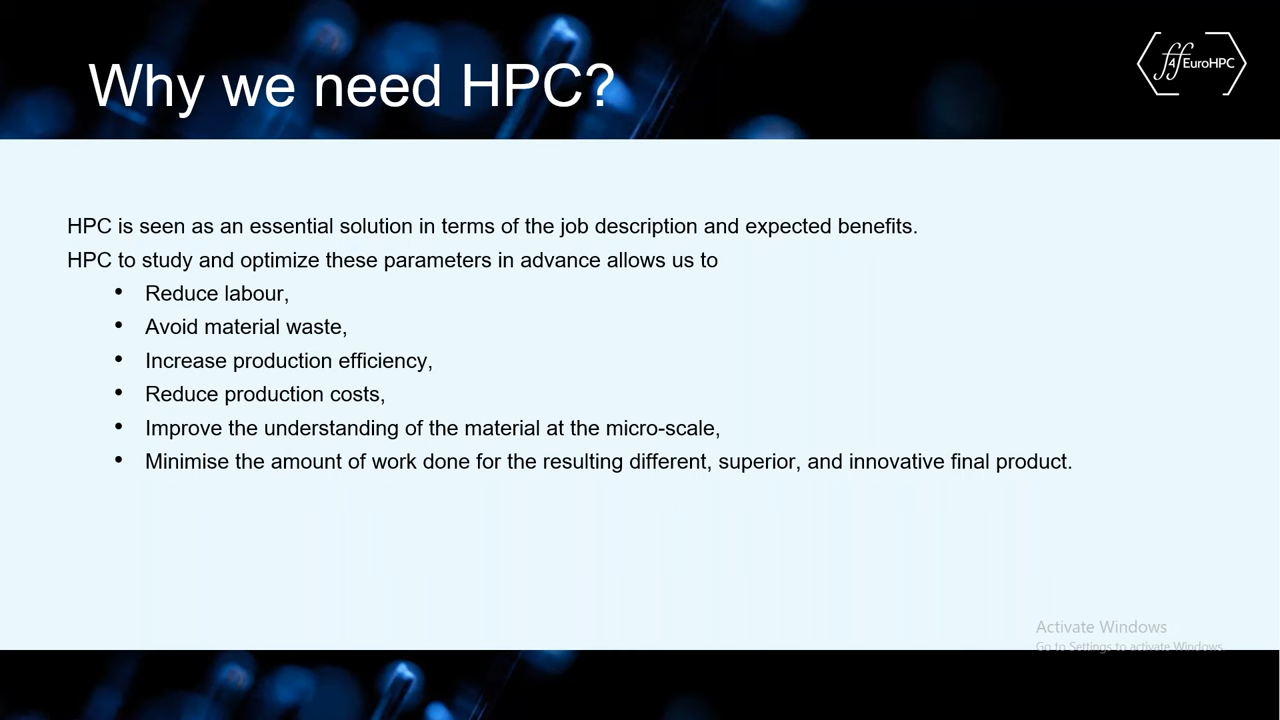 Why we need HPC?
ff4EuroHPC
HPC is seen as an essential solution in terms of the job description and expected benefits.
HPC to study and optimize these parameters in advance allows us to
• Reduce labour,
• Avoid material waste,
• Increase production efficiency,
• Reduce production costs,
• Improve the understanding of the material at the micro-scale,
• Minimise the amount of work done for the resulting different, superior, and innovative final product.
Activate Windows
Go to Settings to activate Windows.